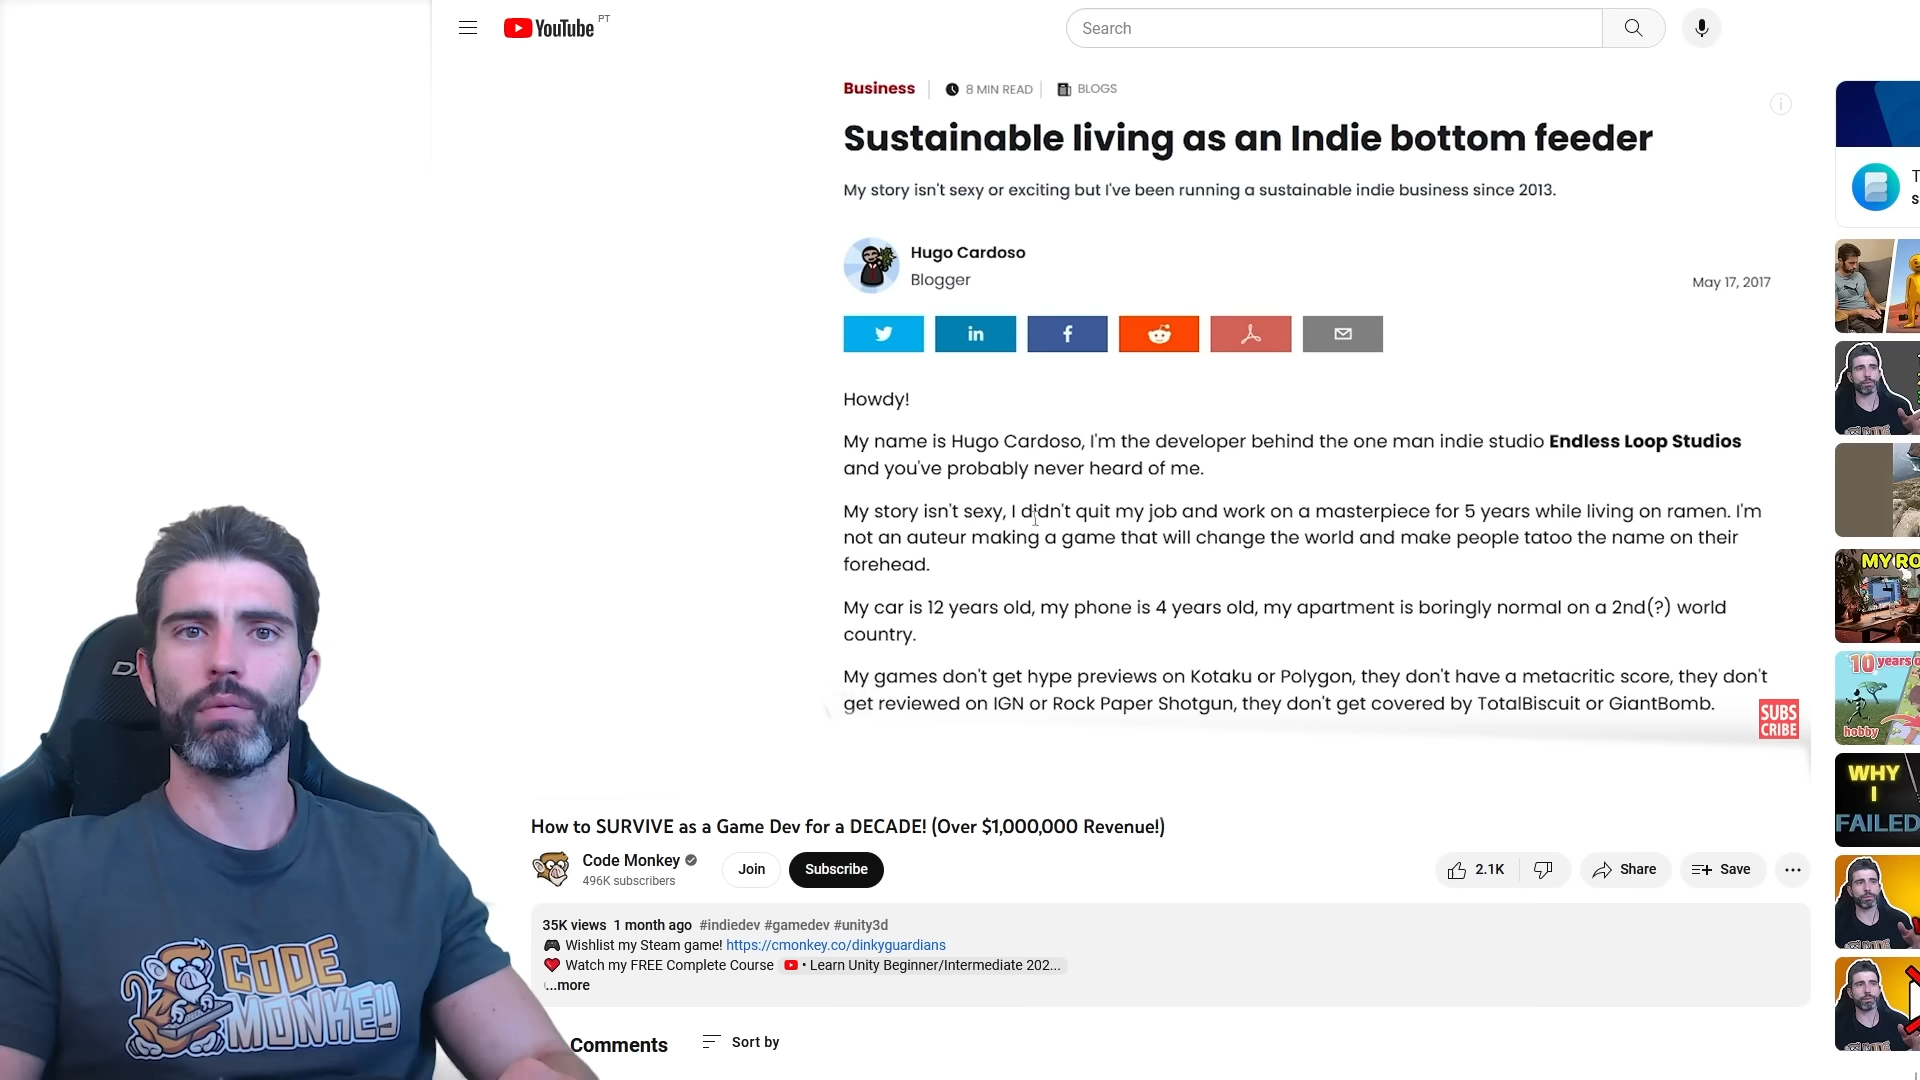 YouTube PT
Search
Business
8 MIN READ
BLOGS
Sustainable living as an Indie bottom feeder
My story isn't sexy or exciting but I've been running a sustainable indie business since 2013.
Hugo Cardoso
Blogger
May 17, 2017
Howdy!
My name is Hugo Cardoso, I'm the developer behind the one man indie studio Endless Loop Studios
and you've probably never heard of me.
My story isn't sexy, I didn't quit my job and work on a masterpiece for 5 years while living on ramen. I'm
not an auteur making a game that will change the world and make people tatoo the name on their
forehead.
My car is 12 years old, my phone is 4 years old, my apartment is boringly normal on a 2nd(?) world
country.
My games don't get hype previews on Kotaku or Polygon, they don't have a metacritic score, they don't
get reviewed on IGN or Rock Paper Shotgun, they don't get covered by TotalBiscuit or GiantBomb.
SUBS
CRIBE
How to SURVIVE as a Game Dev for a DECADE! (Over $1,000,000 Revenue!)
Code Monkey
496K subscribers
Join
Subscribe
2.1K
Share
Save
35K views 1 month ago #indiedev #gamedev #unity3d
Wishlist my Steam game! https://cmonkey.co/dinkyguardians
Watch my FREE Complete Course • Learn Unity Beginner/Intermediate 202...
...more
Comments
Sort by
CODE
MONKEY
MY RO
10 years o
hobby
WHY
I
FAILED